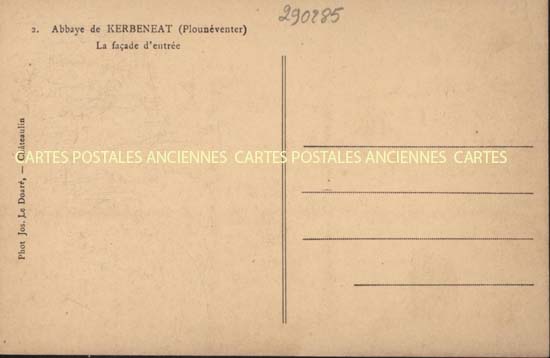 290285
2. Abbaye de KERBENEAT (Plounéventer)
La façade d'entrée
Phot Jos. Le Doaré, — Châteaulin
CARTES POSTALES ANCIENNES CARTES POSTALES ANCIENNES CARTES